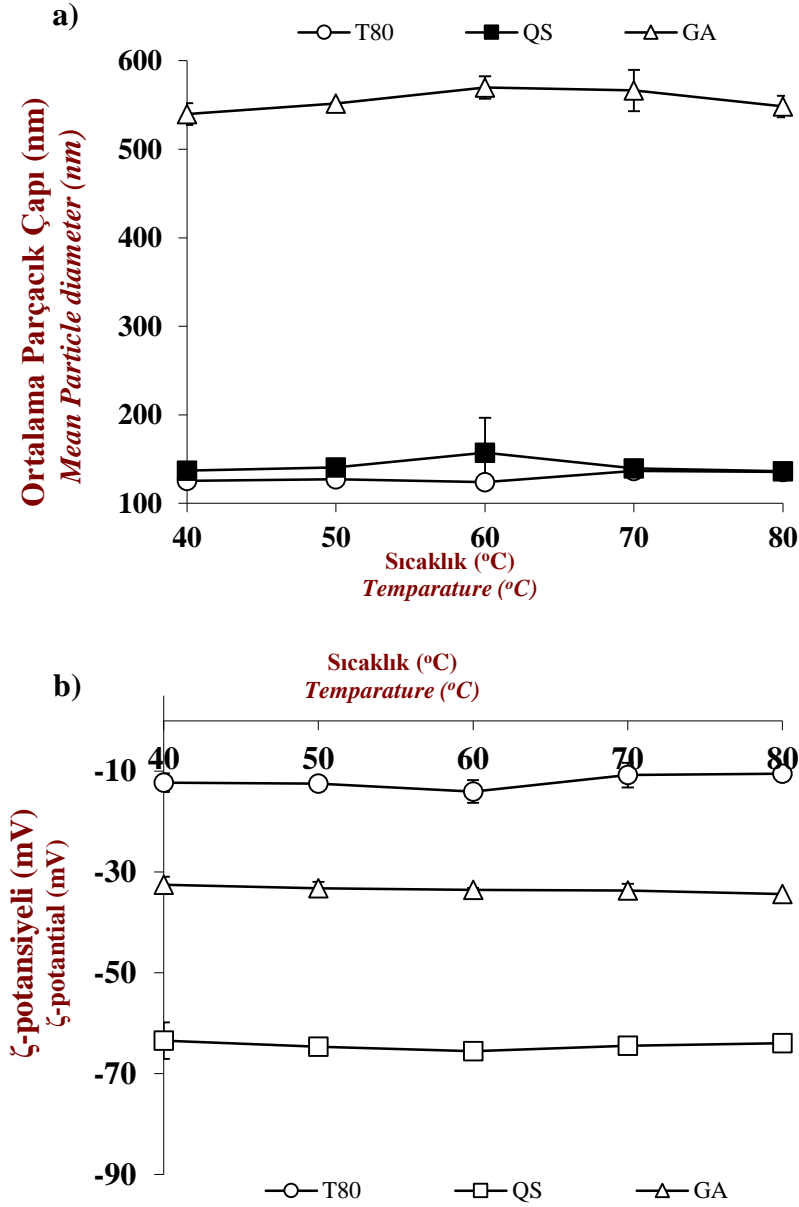 a)
T80 QS GA
Ortalama Parçacık Çapı (nm)
Mean Particle diameter (nm)
600
500
400
300
200
100
40 50 60 70 80
Sıcaklık (ºC)
Temparature (ºC)
b)
Sıcaklık (ºC)
Temparature (ºC)
40 50 60 70 80
ζ-potansiyeli (mV)
ζ-potantial (mV)
-10
-30
-50
-70
-90
T80 QS GA